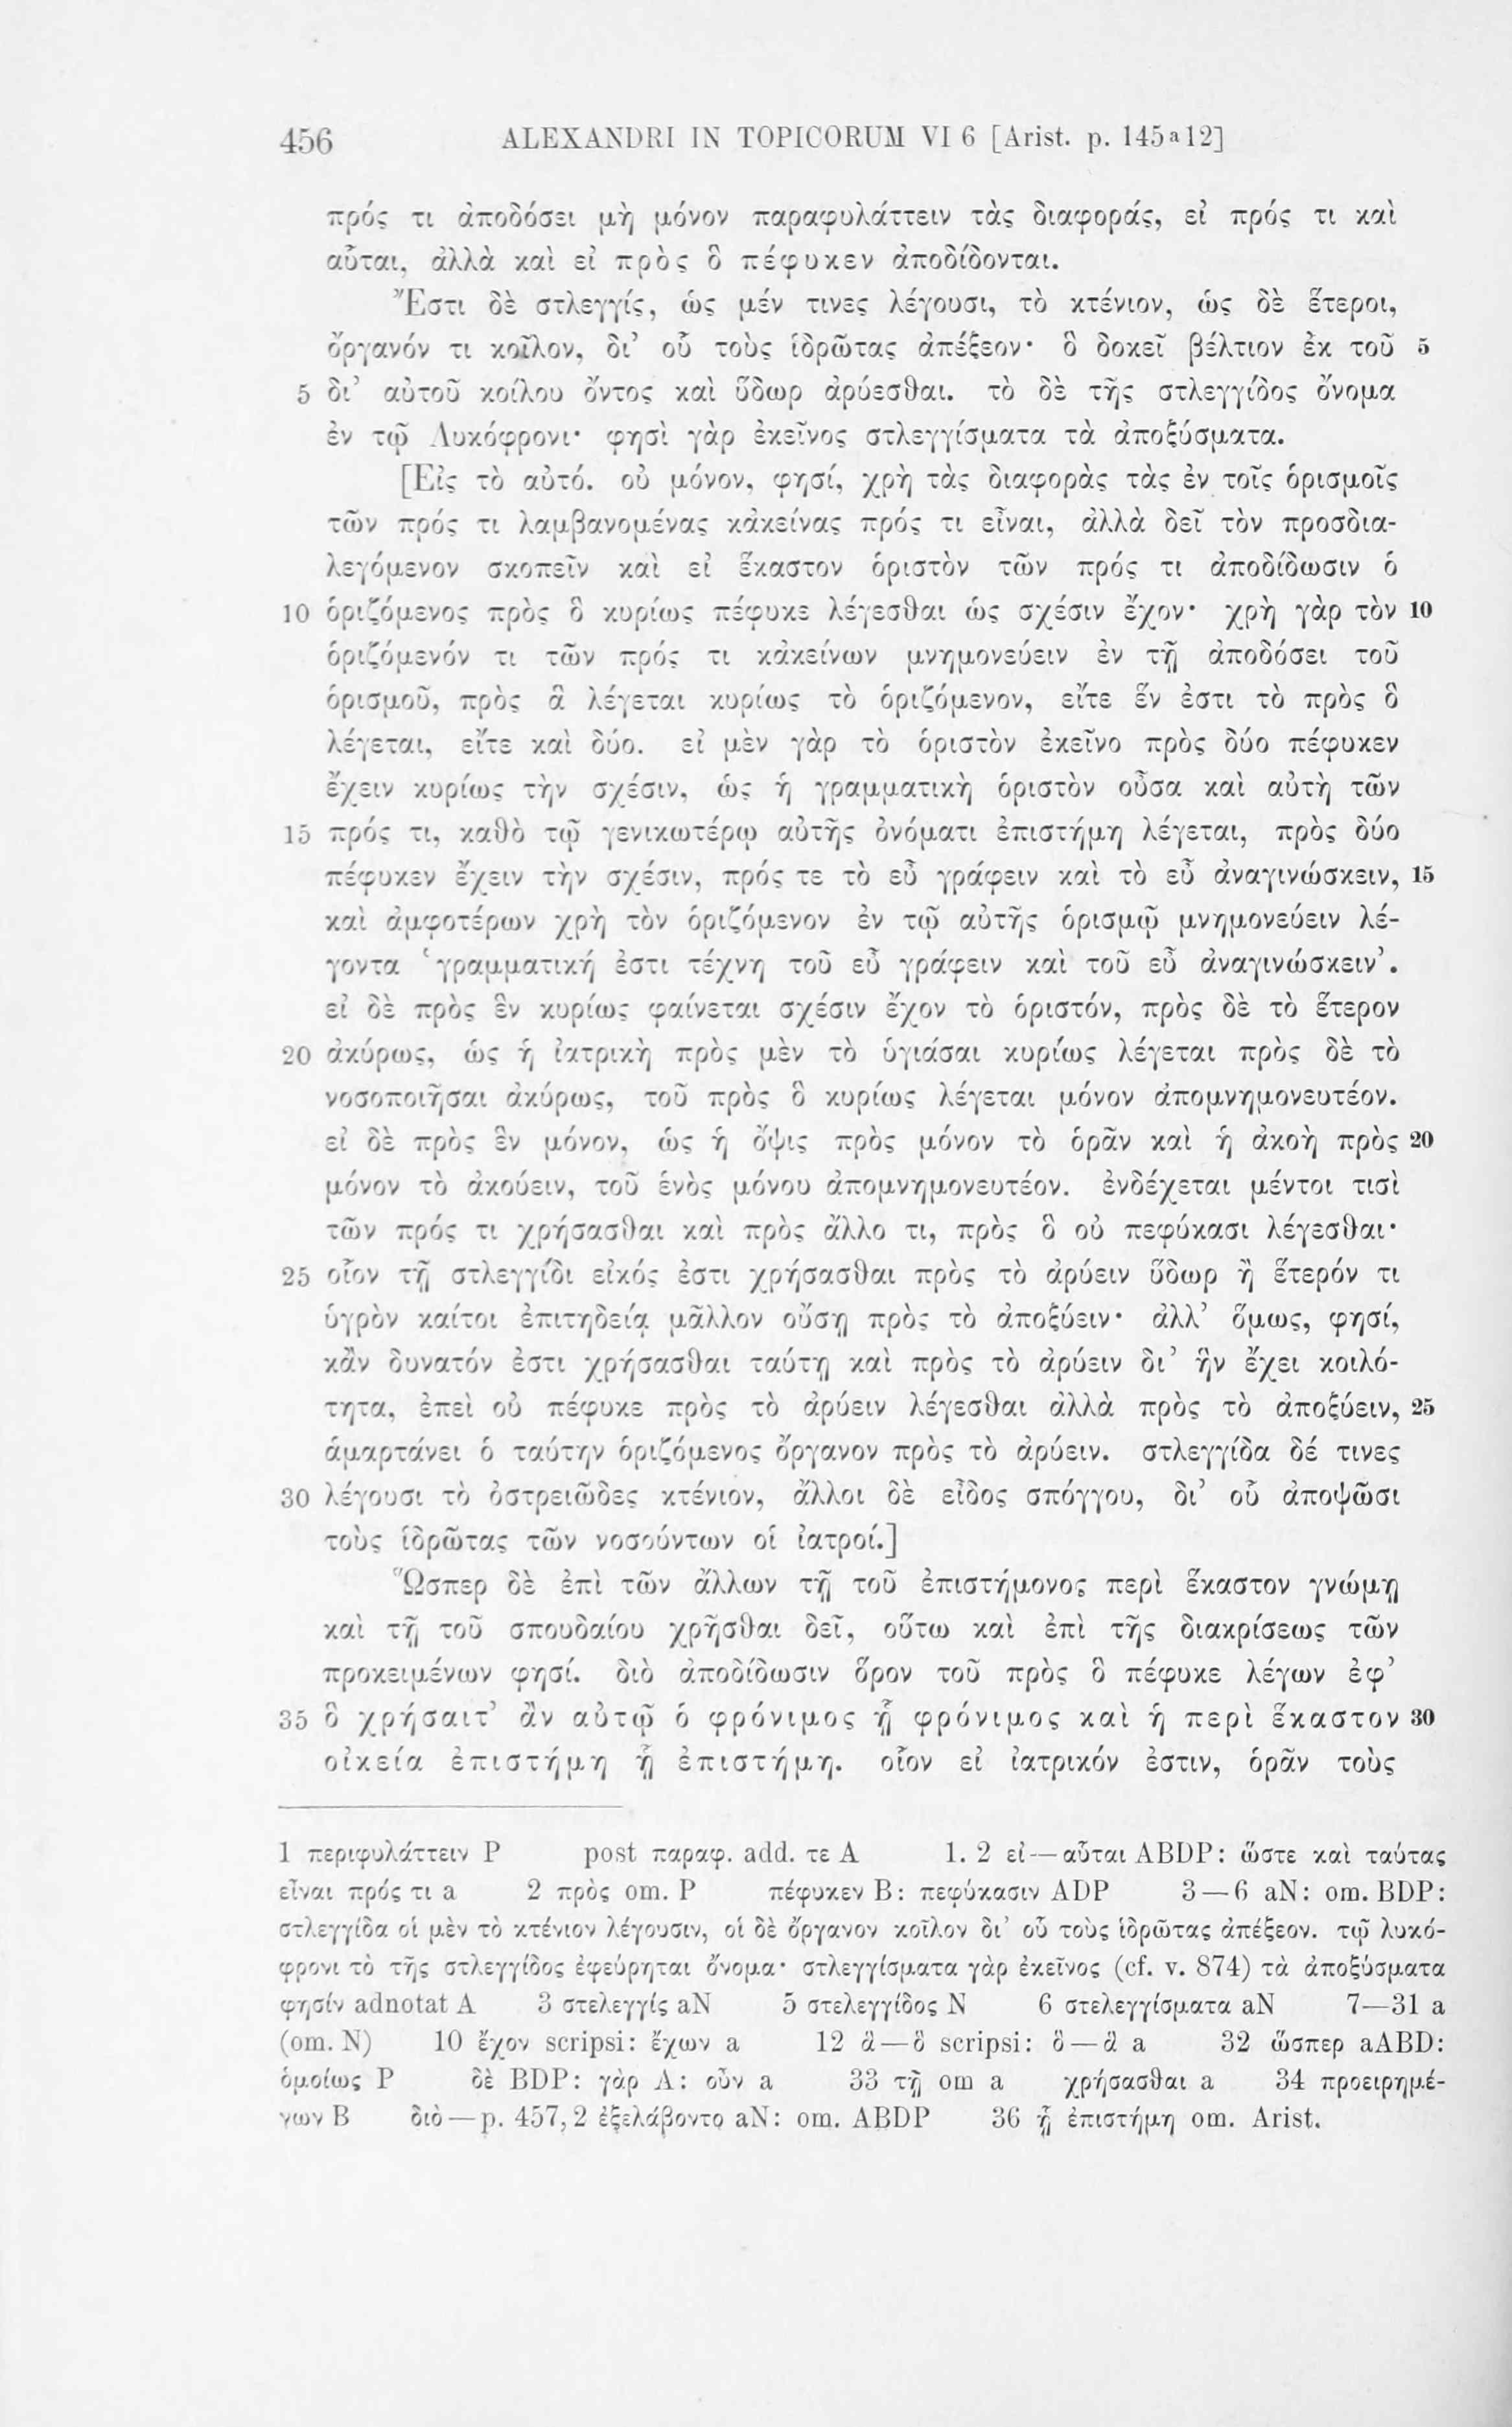 456 ALEXANDRI IN TOPICORUM VI 6 [Arist. p. 145ª12]
πρός τι ἀποδόσει μὴ μόνον παραφυλάττειν τὰς διαφοράς, εἰ πρός τι καὶ
αὗται, ἀλλὰ καὶ εἰ πρὸς ὃ πέφυκεν ἀποδίδονται.
Ἔστι δὲ στλεγγίς, ὡς μέν τινες λέγουσι, τὸ κτένιον, ὡς δὲ ἕτεροι,
ὄργανόν τι κοῖλον, δι’ οὗ τοὺς ἱδρῶτας ἀπέξεον· ὃ δοκεῖ βέλτιον ἐκ τοῦ 5
5 δι’ αὐτοῦ κοίλου ὄντος καὶ ὕδωρ ἀρύεσθαι. τὸ δὲ τῆς στλεγγίδος ὄνομα
ἐν τῷ Λυκόφρονι· φησὶ γὰρ ἐκεῖνος στλεγγίσματα τὰ ἀποξύσματα.
[Εἰς τὸ αὐτό. οὐ μόνον, φησί, χρὴ τὰς διαφορὰς τὰς ἐν τοῖς ὁρισμοῖς
τῶν πρός τι λαμβανομένας κἀκείνας πρός τι εἶναι, ἀλλὰ δεῖ τὸν προσδια-
λεγόμενον σκοπεῖν καὶ εἰ ἕκαστον ὁριστὸν τῶν πρός τι ἀποδίδωσιν ὁ
10 ὁριζόμενος πρὸς ὃ κυρίως πέφυκε λέγεσθαι ὡς σχέσιν ἔχον· χρὴ γὰρ τὸν 10
ὁριζόμενόν τι τῶν πρός τι κἀκείνων μνημονεύειν ἐν τῇ ἀποδόσει τοῦ
ὁρισμοῦ, πρὸς ἃ λέγεται κυρίως τὸ ὁριζόμενον, εἴτε ἕν ἐστι τὸ πρὸς ὃ
λέγεται, εἴτε καὶ δύο. εἰ μὲν γὰρ τὸ ὁριστὸν ἐκεῖνο πρὸς δύο πέφυκεν
ἔχειν κυρίως τὴν σχέσιν, ὡς ἡ γραμματικὴ ὁριστὸν οὖσα καὶ αὐτὴ τῶν
15 πρός τι, καθὸ τῷ γενικωτέρῳ αὐτῆς ὀνόματι ἐπιστήμη λέγεται, πρὸς δύο
πέφυκεν ἔχειν τὴν σχέσιν, πρός τε τὸ εὖ γράφειν καὶ τὸ εὖ ἀναγινώσκειν, 15
καὶ ἀμφοτέρων χρὴ τὸν ὁριζόμενον ἐν τῷ αὐτῆς ὁρισμῷ μνημονεύειν λέ-
γοντα ‘γραμματική ἐστι τέχνη τοῦ εὖ γράφειν καὶ τοῦ εὖ ἀναγινώσκειν’.
εἰ δὲ πρὸς ἓν κυρίως φαίνεται σχέσιν ἔχον τὸ ὁριστόν, πρὸς δὲ τὸ ἕτερον
20 ἀκύρως, ὡς ἡ ἰατρικὴ πρὸς μὲν τὸ ὑγιάσαι κυρίως λέγεται πρὸς δὲ τὸ
νοσοποιῆσαι ἀκύρως, τοῦ πρὸς ὃ κυρίως λέγεται μόνον ἀπομνημονευτέον.
εἰ δὲ πρὸς ἓν μόνον, ὡς ἡ ὄψις πρὸς μόνον τὸ ὁρᾶν καὶ ἡ ἀκοὴ πρὸς 20
μόνον τὸ ἀκούειν, τοῦ ἑνὸς μόνου ἀπομνημονευτέον. ἐνδέχεται μέντοι τισὶ
τῶν πρός τι χρήσασθαι καὶ πρὸς ἄλλο τι, πρὸς ὃ οὐ πεφύκασι λέγεσθαι·
25 οἷον τῇ στλεγγίδι εἰκός ἐστι χρήσασθαι πρὸς τὸ ἀρύειν ὕδωρ ἢ ἕτερόν τι
ὑγρὸν καίτοι ἐπιτηδείᾳ μᾶλλον οὔσῃ πρὸς τὸ ἀποξύειν· ἀλλ’ ὅμως, φησί,
κἂν δυνατόν ἐστι χρήσασθαι ταύτῃ καὶ πρὸς τὸ ἀρύειν δι’ ἣν ἔχει κοιλό-
τητα, ἐπεὶ οὐ πέφυκε πρὸς τὸ ἀρύειν λέγεσθαι ἀλλὰ πρὸς τὸ ἀποξύειν, 25
ἁμαρτάνει ὁ ταύτην ὁριζόμενος ὄργανον πρὸς τὸ ἀρύειν. στλεγγίδα δέ τινες
30 λέγουσι τὸ ὀστρειῶδες κτένιον, ἄλλοι δὲ εἶδος σπόγγου, δι’ οὗ ἀποψῶσι
τοὺς ἱδρῶτας τῶν νοσούντων οἱ ἰατροί.]
Ὥσπερ δὲ ἐπὶ τῶν ἄλλων τῇ τοῦ ἐπιστήμονος περὶ ἕκαστον γνώμῃ
καὶ τῇ τοῦ σπουδαίου χρῆσθαι δεῖ, οὕτω καὶ ἐπὶ τῆς διακρίσεως τῶν
προκειμένων φησί. διὸ ἀποδίδωσιν ὅρον τοῦ πρὸς ὃ πέφυκε λέγων ἐφ’
35 ὃ χρήσαιτ’ ἂν αὐτῷ ὁ φρόνιμος ᾗ φρόνιμος καὶ ἡ περὶ ἕκαστον 30
οἰκεία ἐπιστήμη ᾗ ἐπιστήμη. οἷον εἰ ἰατρικόν ἐστιν, ὁρᾶν τοὺς
1 περιφυλάττειν P post παραφ. add. τε A 1. 2 εἰ — αὗται ABDP: ὥστε καὶ ταύτας
εἶναι πρός τι a 2 πρὸς om. P πέφυκεν B: πεφύκασιν ADP 3 — 6 aN: om. BDP:
στλεγγίδα οἱ μὲν τὸ κτένιον λέγουσιν, οἱ δὲ ὄργανον κοῖλον δι’ οὗ τοὺς ἱδρῶτας ἀπέξεον. τῷ λυκό-
φρονι τὸ τῆς στλεγγίδος ἐφεύρηται ὄνομα· στλεγγίσματα γὰρ ἐκεῖνος (cf. v. 874) τὰ ἀποξύσματα
φησίν adnotat A 3 στελεγγίς aN 5 στελεγγίδος N 6 στελεγγίσματα aN 7—31 a
(om. N) 10 ἔχον scripsi: ἔχων a 12 ἃ — ὃ scripsi: ὃ — ἃ a 32 ὥσπερ aABD:
ὁμοίως P δὲ BDP: γὰρ A: οὖν a 33 τῇ om a χρήσασθαι a 34 προειρημέ-
νων B διὸ — p. 457,2 ἐξελάβοντο aN: om. ABDP 36 ᾗ ἐπιστήμη om. Arist.